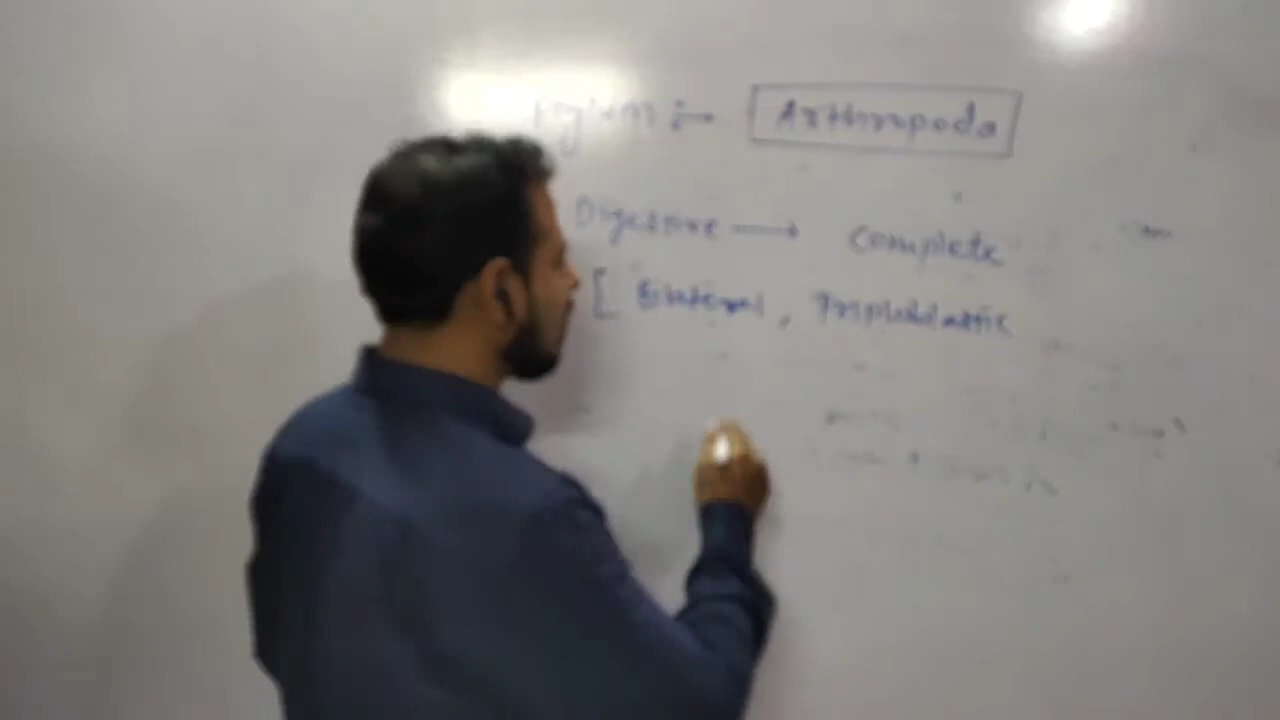 Phylum :→ Arthropoda
Digestive → complete
[ Bilateral, Triploblastic